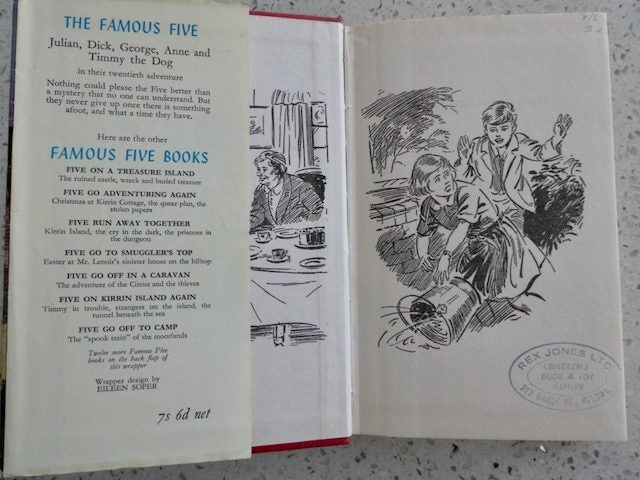 THE FAMOUS FIVE
Julian, Dick, George, Anne and
Timmy the Dog
in their twentieth adventure
Nothing could please the Five better than
a mystery that no one can understand. But
they never give up once there is something
afoot, and what a time they have.
Here are the other
FAMOUS FIVE BOOKS
FIVE ON A TREASURE ISLAND
The ruined castle, wreck and buried treasure
FIVE GO ADVENTURING AGAIN
Christmas at Kirrin Cottage, the queer plan, the
stolen papers
FIVE RUN AWAY TOGETHER
Kirrin Island, the cry in the dark, the prisoner in
the dungeon
FIVE GO TO SMUGGLER'S TOP
Easter at Mr. Lenoir's sinister house on the hilltop
FIVE GO OFF IN A CARAVAN
The adventure of the Circus and the thieves
FIVE ON KIRRIN ISLAND AGAIN
Timmy in trouble, strangers on the island, the
tunnel beneath the sea
FIVE GO OFF TO CAMP
The "spook train" of the moorlands
Twelve more Famous Five
books on the back flap of
this wrapper
Wrapper design by
EILEEN SOPER
7s 6d net
REX JONES LTD
CHILDREN'S
BOOK & TOY